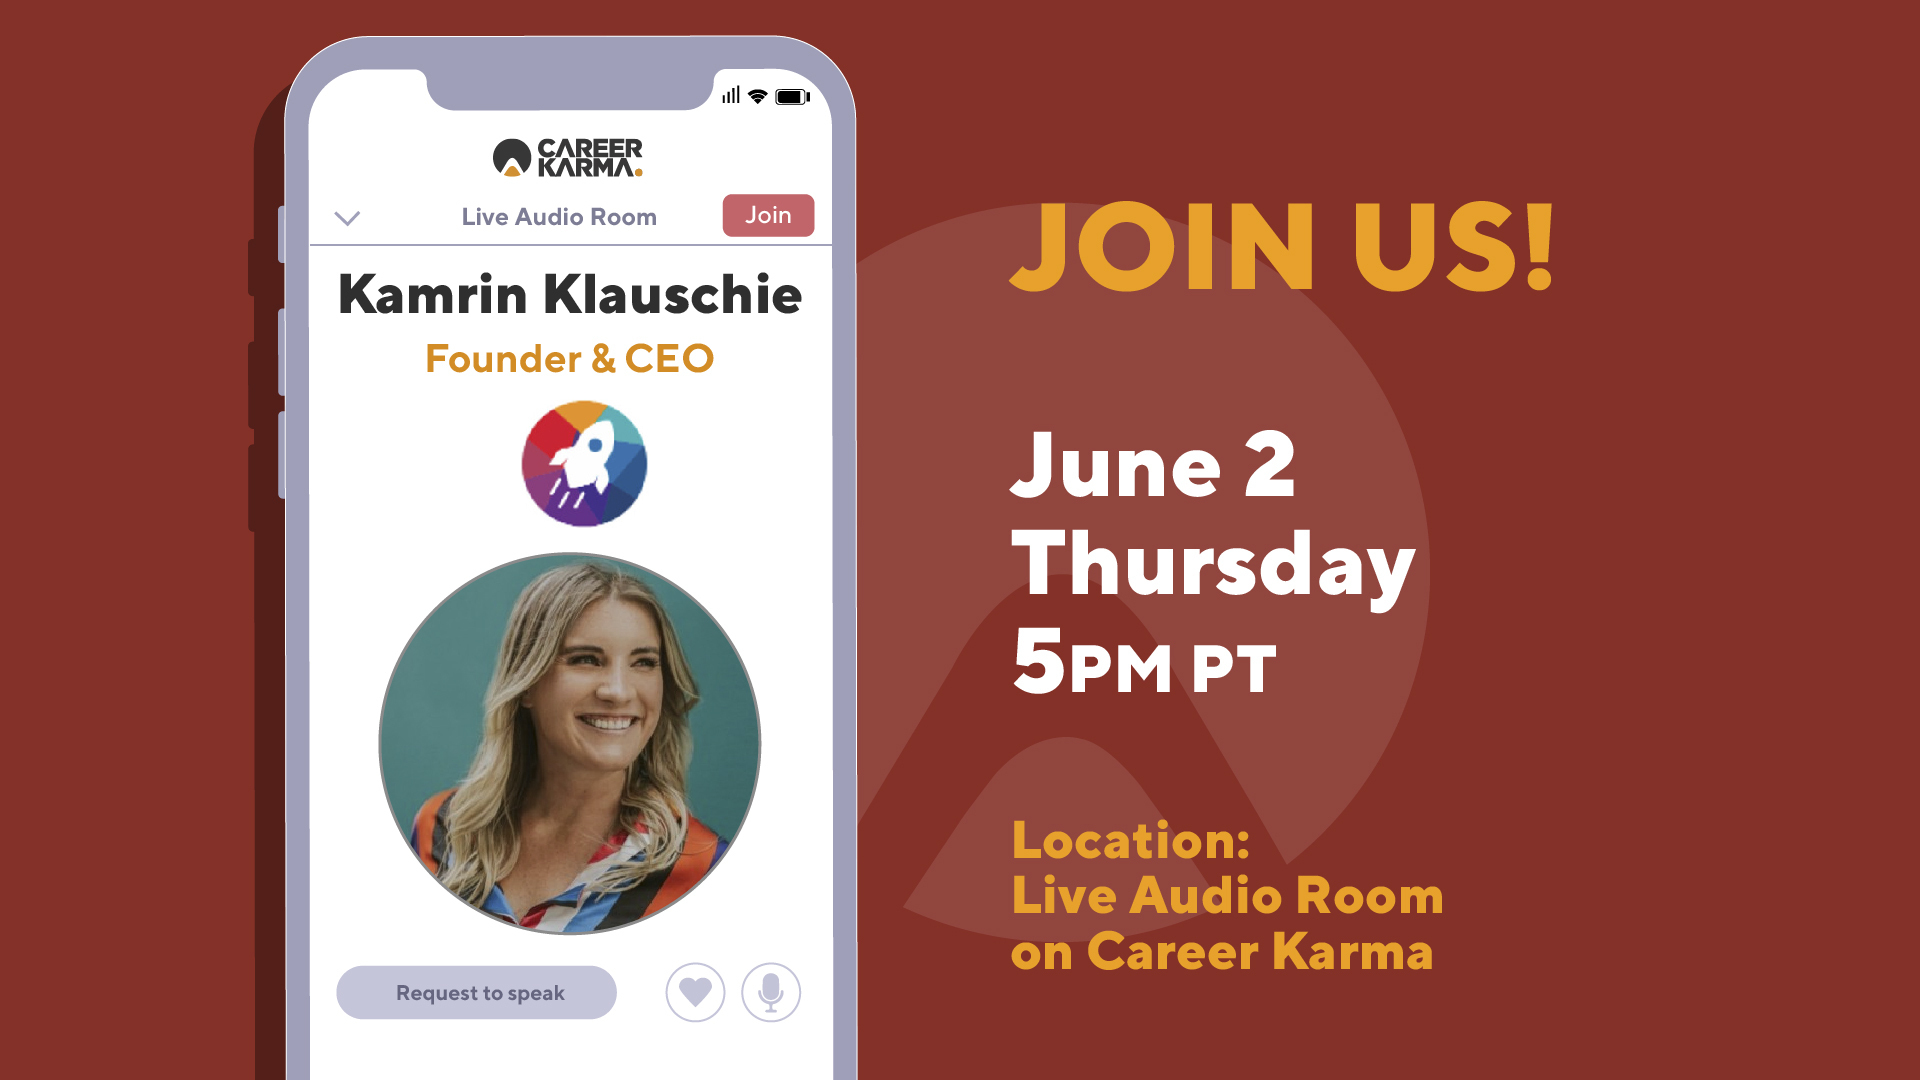 CAREER
KARMA.
Live Audio Room
Join
Kamrin Klauschie
Founder & CEO
Request to speak
JOIN US!
June 2
Thursday
5PM PT
Location:
Live Audio Room
on Career Karma